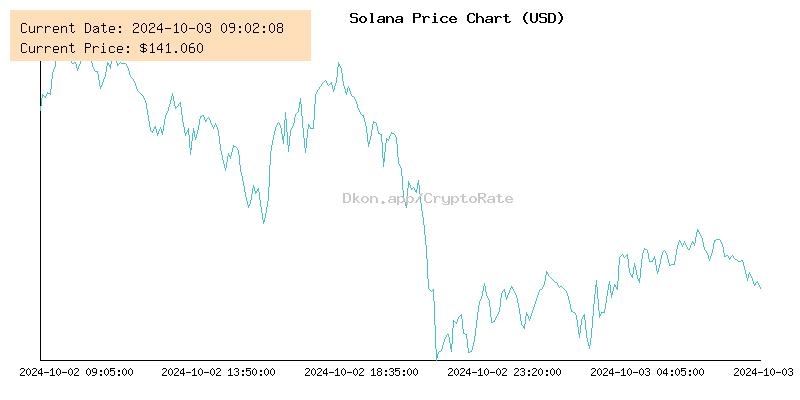 Solana Price Chart (USD)
Current Date: 2024-10-03 09:02:08
Current Price: $141.060
Dkon.app/CryptoRate
2024-10-02 09:05:00 2024-10-02 13:50:00 2024-10-02 18:35:00 2024-10-02 23:20:00 2024-10-03 04:05:00 2024-10-03